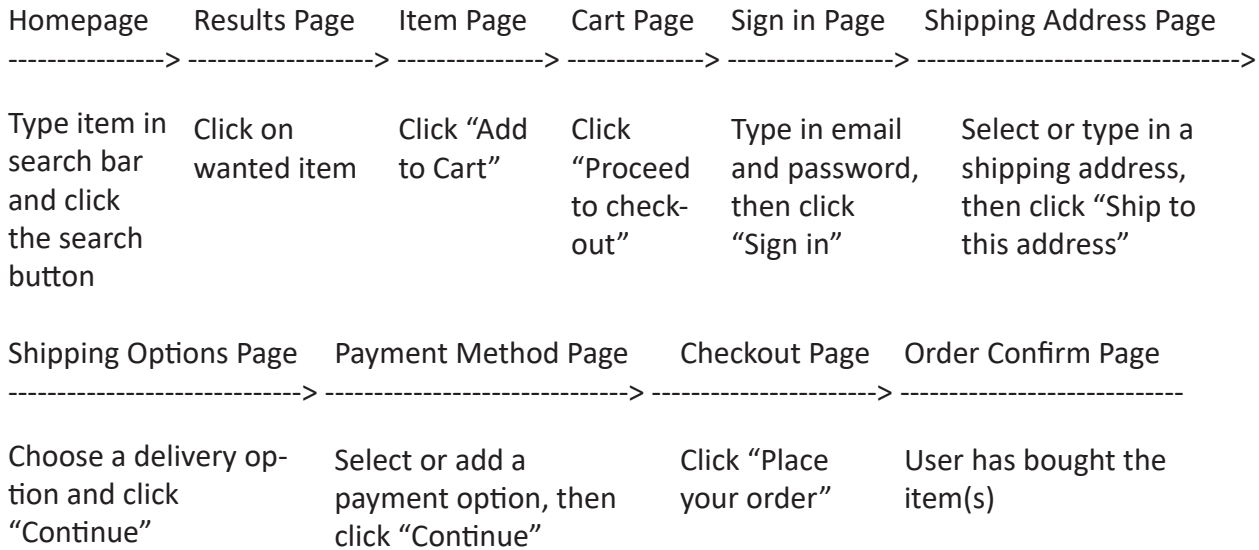 Homepage Results Page Item Page Cart Page Sign in Page Shipping Address Page
----------------> -------------------> ---------------> --------------> -----------------> --------------------------------->
Type item in
search bar
and click
the search
button
Click on
wanted item
Click “Add
to Cart”
Click
“Proceed
to check-
out”
Type in email
and password,
then click
“Sign in”
Select or type in a
shipping address,
then click “Ship to
this address”
Shipping Options Page Payment Method Page Checkout Page Order Confirm Page
------------------------------> -------------------------------> -----------------------> -----------------------------
Choose a delivery op-
tion and click
“Continue”
Select or add a
payment option, then
click “Continue”
Click “Place
your order”
User has bought the
item(s)